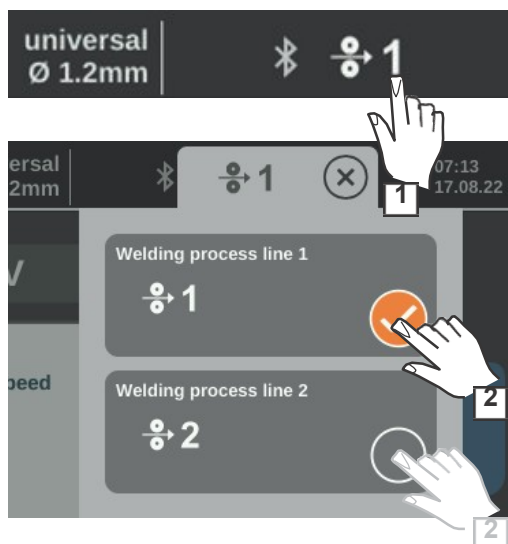 universal
Ø 1.2mm
1
1
ersal
2mm
1
07:13
17.08.22
V
Welding process line 1
1
2
peed
Welding process line 2
2
2